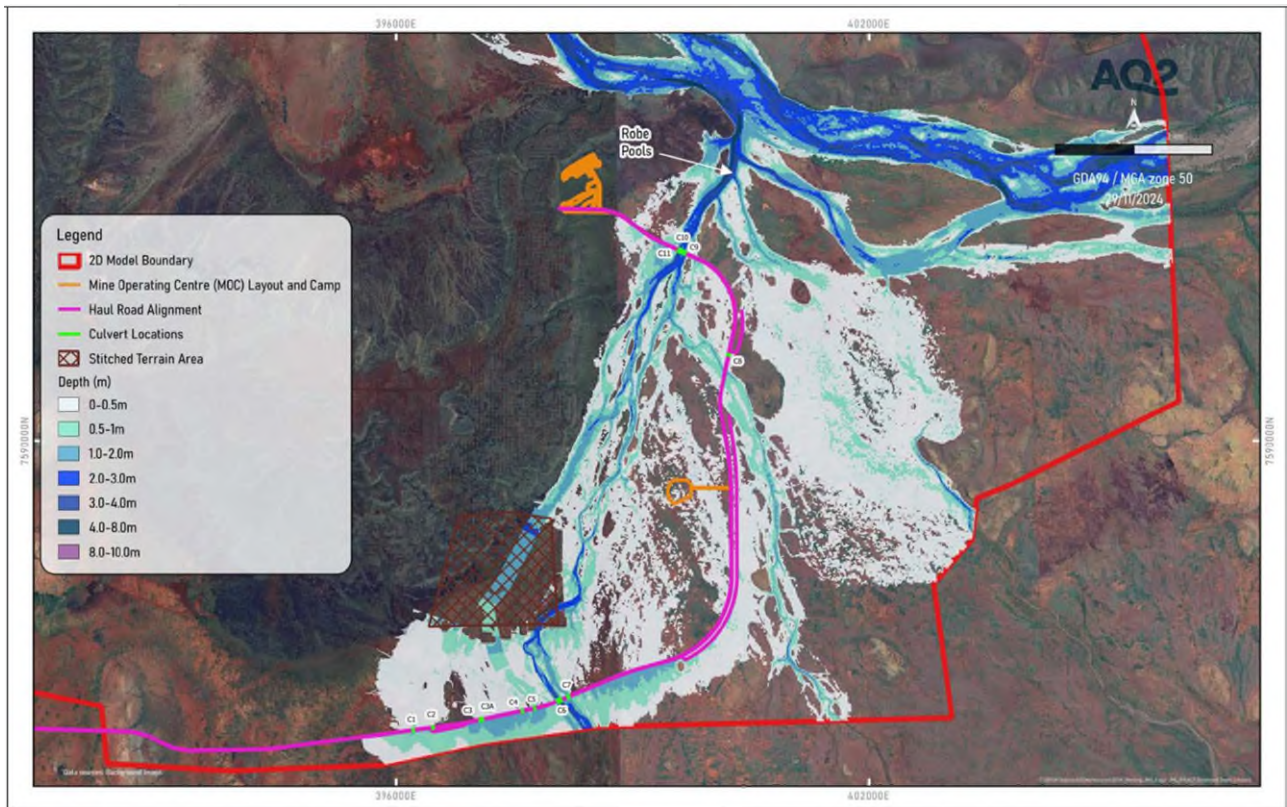 396000E
402000E
AQ2
N
GDA94 / MGA zone 50
29/11/2024
Robe
Pools
C10
C9
C11
C8
7593000N
7593000N
Legend
2D Model Boundary
Mine Operating Centre (MOC) Layout and Camp
Haul Road Alignment
Culvert Locations
Stitched Terrain Area
Depth (m)
0-0.5m
0.5-1m
1.0-2.0m
2.0-3.0m
3.0-4.0m
4.0-8.0m
8.0-10.0m
C7
C6
C5
C4
C3A
C3
C2
C1
Data sources: Background Image
396000E
402000E